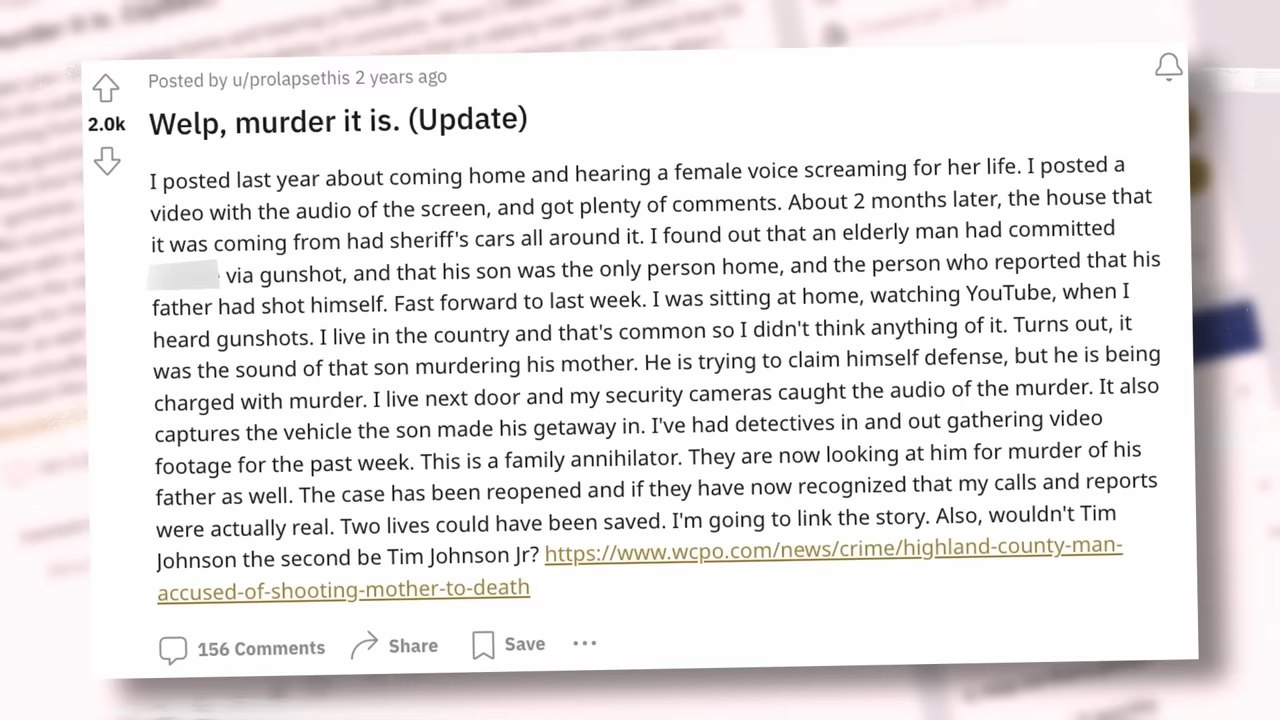 Posted by u/prolapsethis 2 years ago
2.0k
Welp, murder it is. (Update)
I posted last year about coming home and hearing a female voice screaming for her life. I posted a
video with the audio of the screen, and got plenty of comments. About 2 months later, the house that
it was coming from had sheriff's cars all around it. I found out that an elderly man had committed
via gunshot, and that his son was the only person home, and the person who reported that his
father had shot himself. Fast forward to last week. I was sitting at home, watching YouTube, when I
heard gunshots. I live in the country and that's common so I didn't think anything of it. Turns out, it
was the sound of that son murdering his mother. He is trying to claim himself defense, but he is being
charged with murder. I live next door and my security cameras caught the audio of the murder. It also
captures the vehicle the son made his getaway in. I've had detectives in and out gathering video
footage for the past week. This is a family annihilator. They are now looking at him for murder of his
father as well. The case has been reopened and if they have now recognized that my calls and reports
were actually real. Two lives could have been saved. I'm going to link the story. Also, wouldn't Tim
Johnson the second be Tim Johnson Jr? https://www.wcpo.com/news/crime/highland-county-man-
accused-of-shooting-mother-to-death
156 Comments Share Save ...